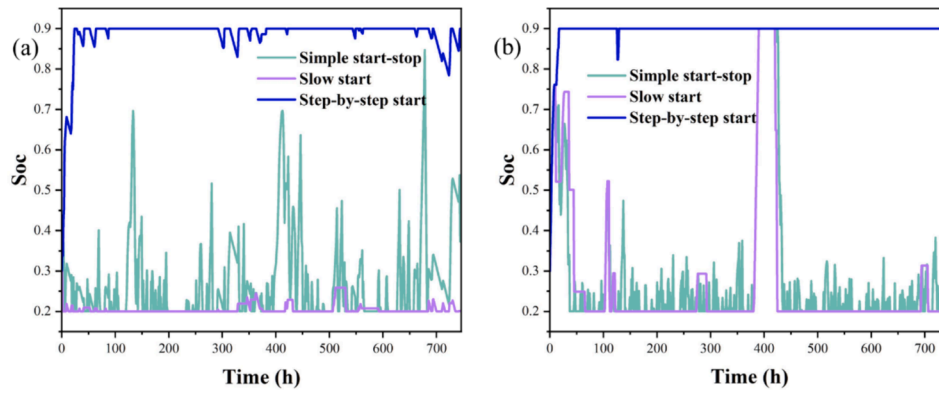 (a)
Simple start-stop
Slow start
Step-by-step start
Soc
0.9
0.8
0.7
0.6
0.5
0.4
0.3
0.2
0 100 200 300 400 500 600 700
Time (h)
(b)
Simple start-stop
Slow start
Step-by-step start
Soc
0.9
0.8
0.7
0.6
0.5
0.4
0.3
0.2
0 100 200 300 400 500 600 700
Time (h)